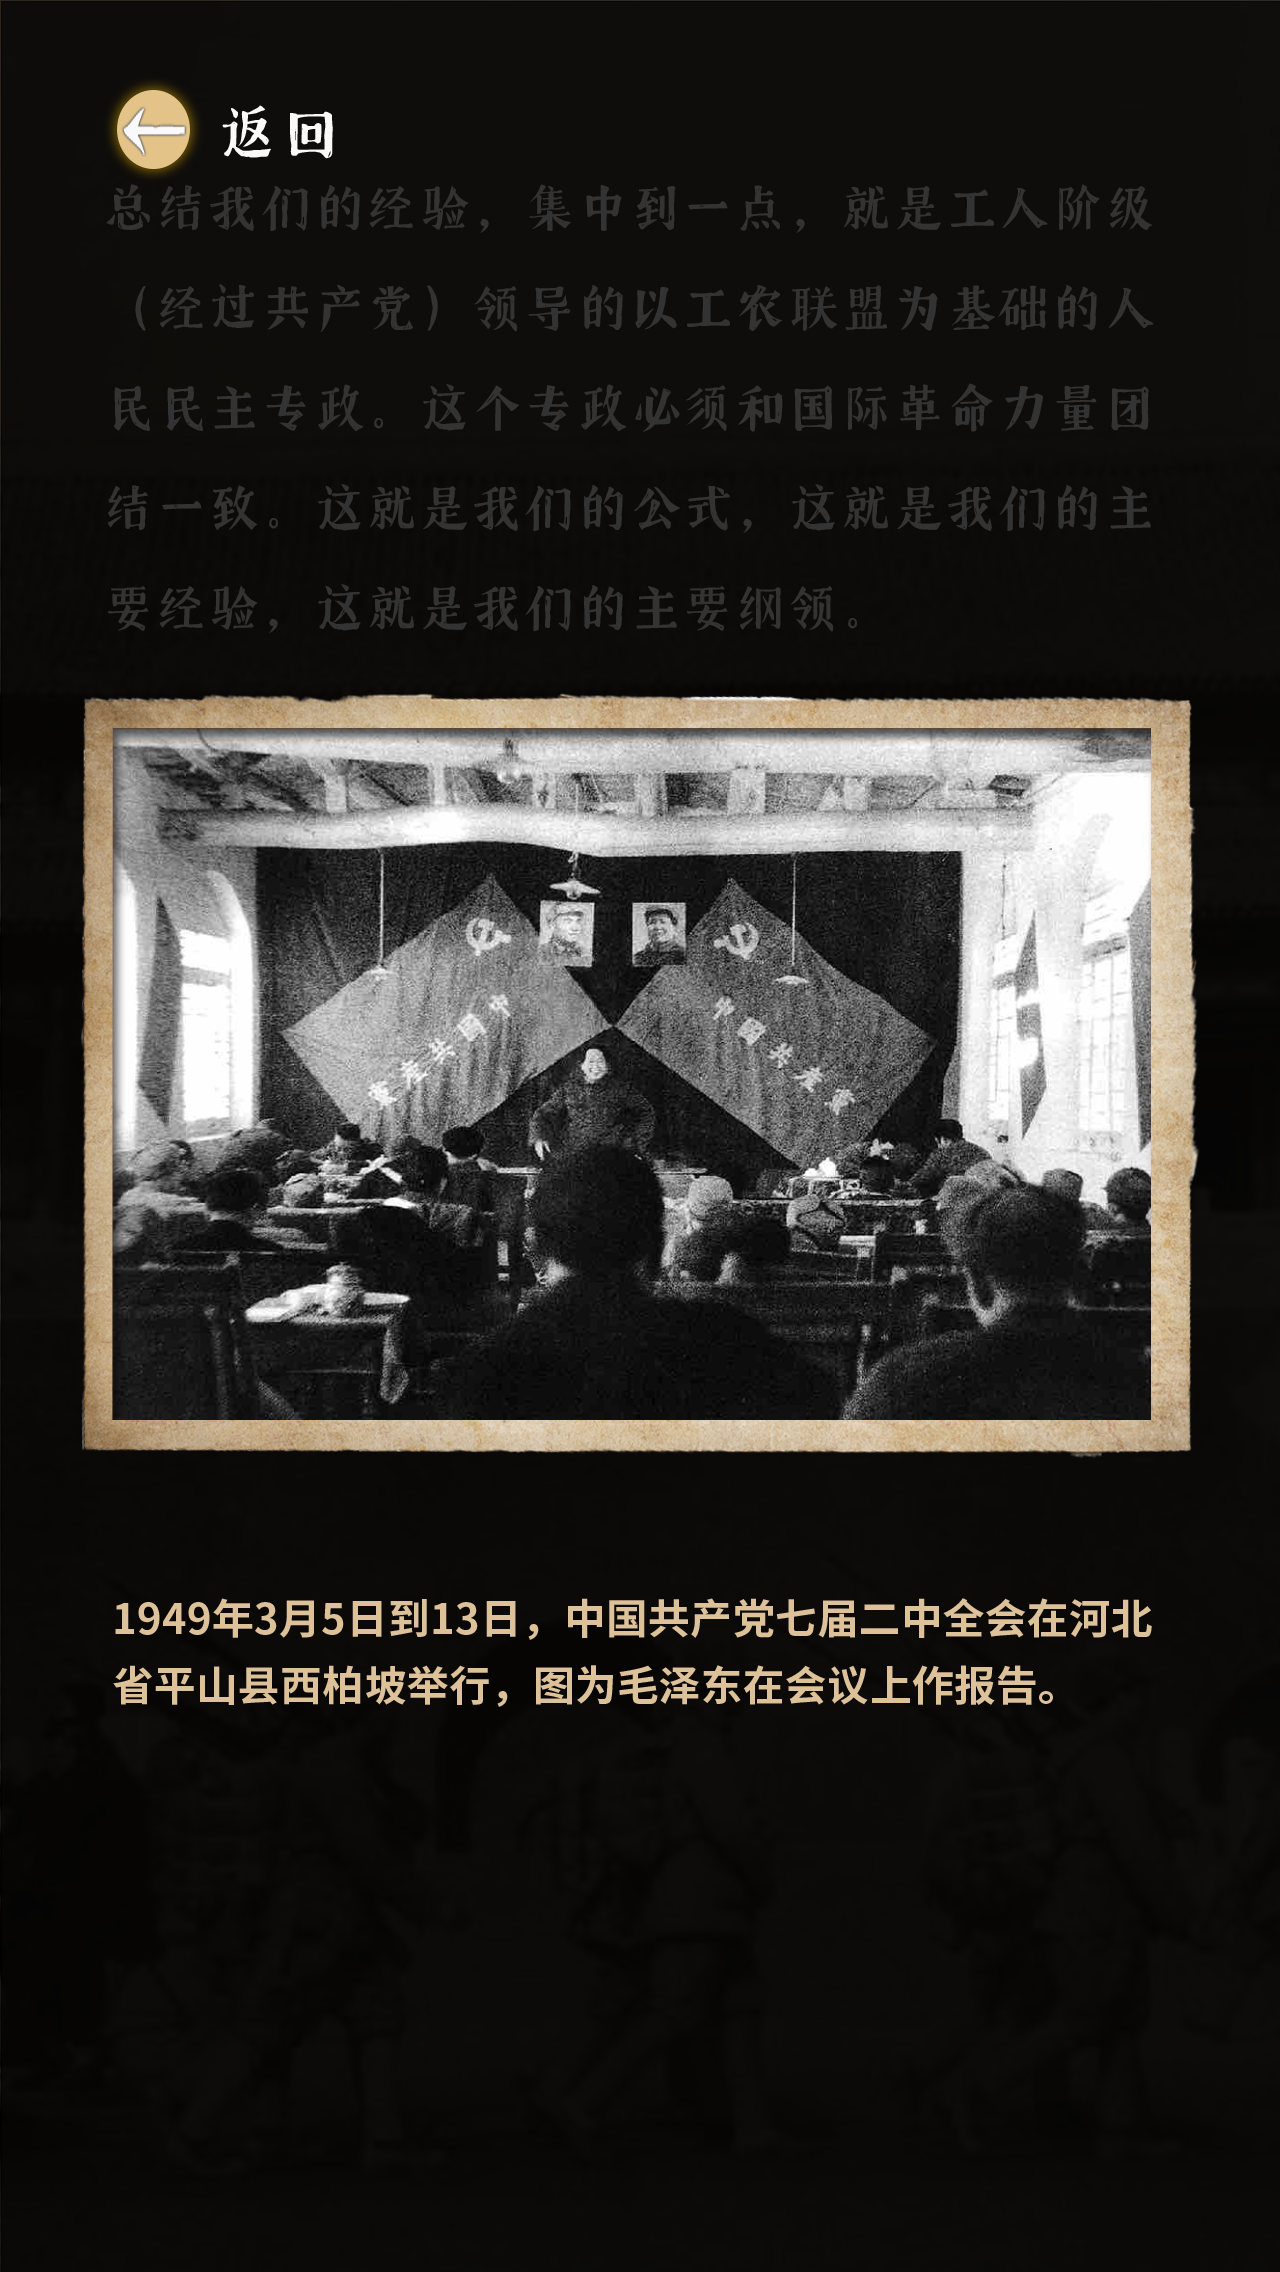 返回
总结我们的经验，集中到一点，就是工人阶级
（经过共产党）领导的以工农联盟为基础的人
民民主专政。这个专政必须和国际革命力量团
结一致。这就是我们的公式，这就是我们的主
要经验，这就是我们的主要纲领。
中國共產黨
中國共產黨
1949年3月5日到13日，中国共产党七届二中全会在河北
省平山县西柏坡举行，图为毛泽东在会议上作报告。